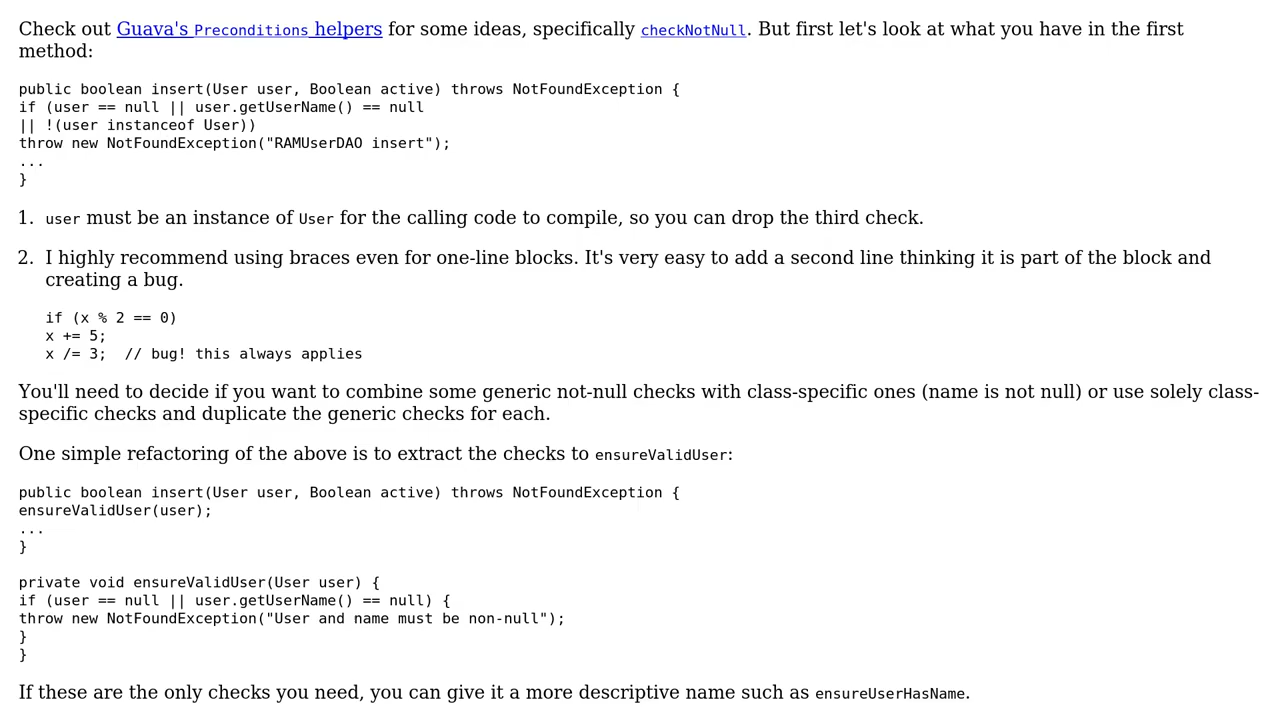 Check out Guava's Preconditions helpers for some ideas, specifically checkNotNull. But first let's look at what you have in the first
method:
public boolean insert(User user, Boolean active) throws NotFoundException {
if (user == null || user.getUserName() == null
|| !(user instanceof User))
throw new NotFoundException("RAMUserDAO insert");
...
}
1. user must be an instance of User for the calling code to compile, so you can drop the third check.
2. I highly recommend using braces even for one-line blocks. It's very easy to add a second line thinking it is part of the block and
creating a bug.
if (x % 2 == 0)
x += 5;
x /= 3;  // bug! this always applies
You'll need to decide if you want to combine some generic not-null checks with class-specific ones (name is not null) or use solely class-
specific checks and duplicate the generic checks for each.
One simple refactoring of the above is to extract the checks to ensureValidUser:
public boolean insert(User user, Boolean active) throws NotFoundException {
ensureValidUser(user);
...
}
private void ensureValidUser(User user) {
if (user == null || user.getUserName() == null) {
throw new NotFoundException("User and name must be non-null");
}
}
If these are the only checks you need, you can give it a more descriptive name such as ensureUserHasName.